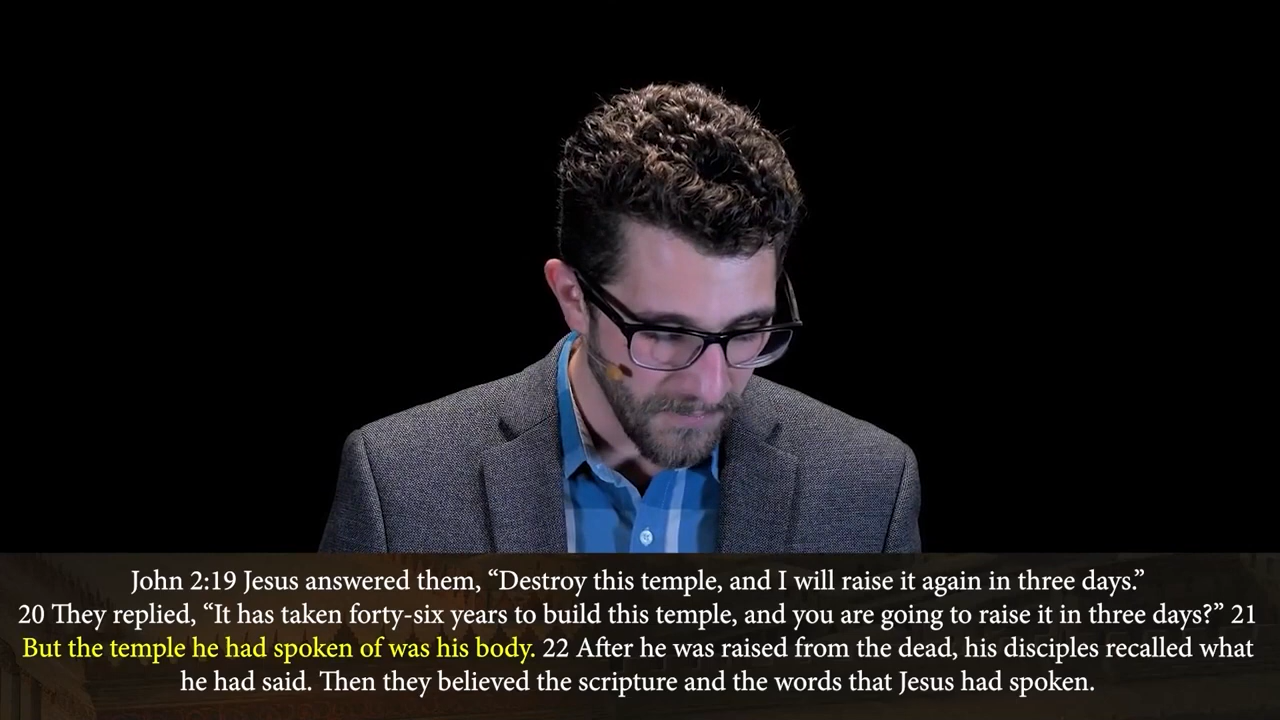 John 2:19 Jesus answered them, “Destroy this temple, and I will raise it again in three days.”
20 They replied, “It has taken forty-six years to build this temple, and you are going to raise it in three days?” 21
But the temple he had spoken of was his body. 22 After he was raised from the dead, his disciples recalled what
he had said. Then they believed the scripture and the words that Jesus had spoken.